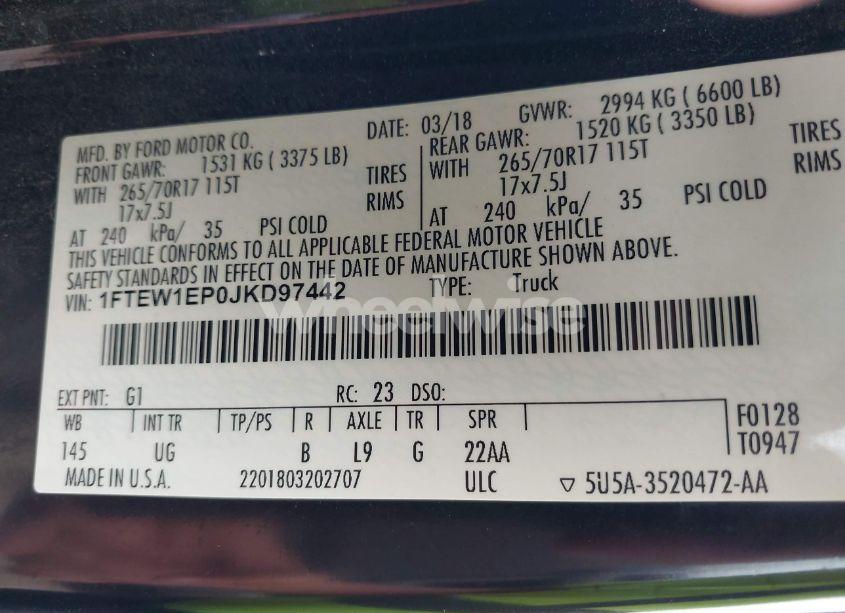 MFD. BY FORD MOTOR CO. DATE: 03/18 GVWR: 2994 KG ( 6600 LB)
FRONT GAWR: 1531 KG ( 3375 LB) REAR GAWR: 1520 KG ( 3350 LB)
WITH 265/70R17 115T TIRES WITH 265/70R17 115T TIRES
17x7.5J RIMS 17x7.5J RIMS
AT 240 kPa/ 35 PSI COLD AT 240 kPa/ 35 PSI COLD
THIS VEHICLE CONFORMS TO ALL APPLICABLE FEDERAL MOTOR VEHICLE
SAFETY STANDARDS IN EFFECT ON THE DATE OF MANUFACTURE SHOWN ABOVE.
VIN: 1FTEW1EP0JKD97442 TYPE: Truck
wheelwise
EXT PNT: G1 RC: 23 DSO:
WB INT TR TP/PS R AXLE TR SPR F0128
145 UG B L9 G 22AA T0947
MADE IN U.S.A. 2201803202707 ULC ▽ 5U5A-3520472-AA